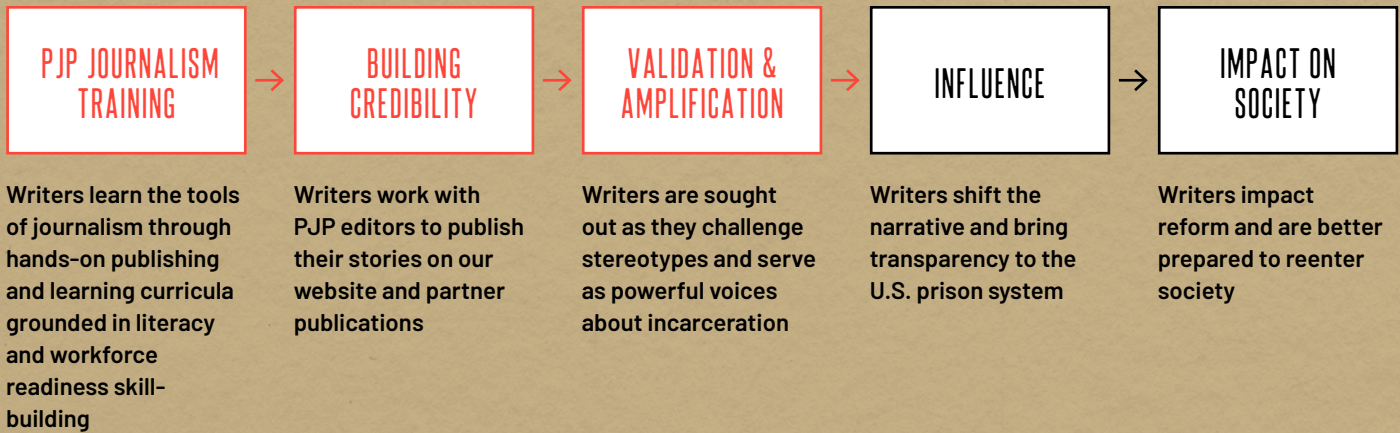 PJP JOURNALISM
TRAINING
Writers learn the tools
of journalism through
hands-on publishing
and learning curricula
grounded in literacy
and workforce
readiness skill-
building
BUILDING
CREDIBILITY
Writers work with
PJP editors to publish
their stories on our
website and partner
publications
VALIDATION &
AMPLIFICATION
Writers are sought
out as they challenge
stereotypes and serve
as powerful voices
about incarceration
INFLUENCE
Writers shift the
narrative and bring
transparency to the
U.S. prison system
IMPACT ON
SOCIETY
Writers impact
reform and are better
prepared to reenter
society